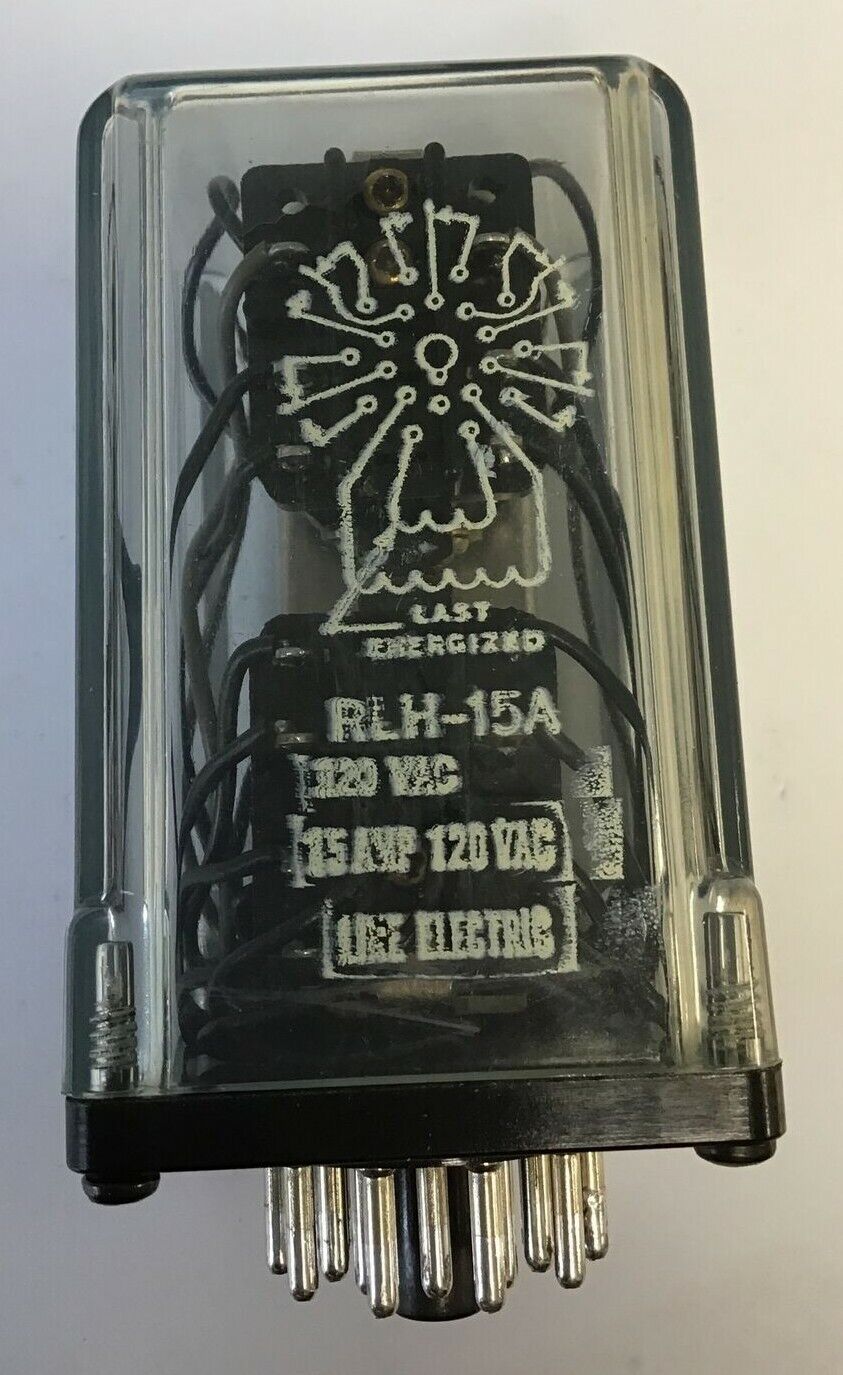 LAST
ENERGIZED
RLH-15A
120 VAC
15 AMP 120 VAC
ELECTRIC